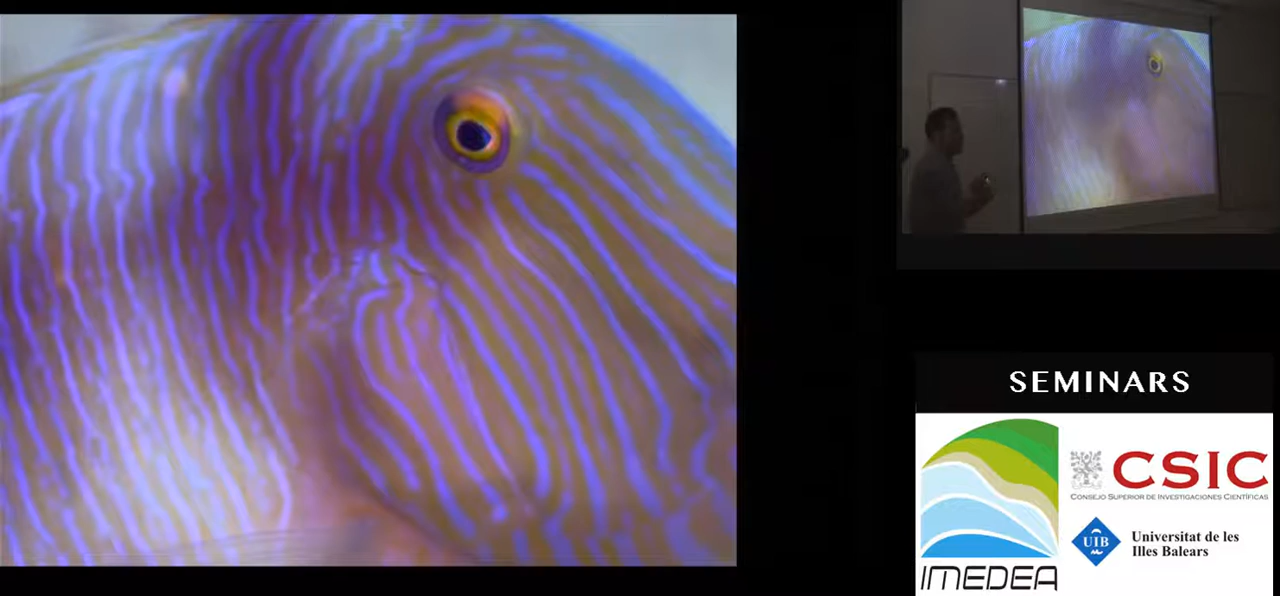 SEMINARS
CSIC
CONSEJO SUPERIOR DE INVESTIGACIONES CIENTÍFICAS
UIB
Universitat de les
Illes Balears
IMEDEA